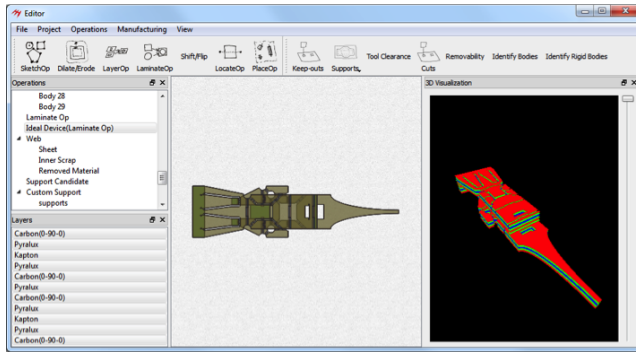 Editor
File Project Operations Manufacturing View
SketchOp Dilate/Erode LayerOp LaminateOp Shift/Flip LocateOp PlaceOp Keep-outs Supports Tool Clearance Cuts Removability Identify Bodies Identify Rigid Bodies
Operations
Body 28
Body 29
Laminate Op
Ideal Device(Laminate Op)
Web
Sheet
Inner Scrap
Removed Material
Support Candidate
Custom Support
supports
Layers
Carbon(0-90-0)
Pyralux
Kapton
Pyralux
Carbon(0-90-0)
Pyralux
Carbon(0-90-0)
Pyralux
Kapton
Pyralux
Carbon(0-90-0)
3D Visualization